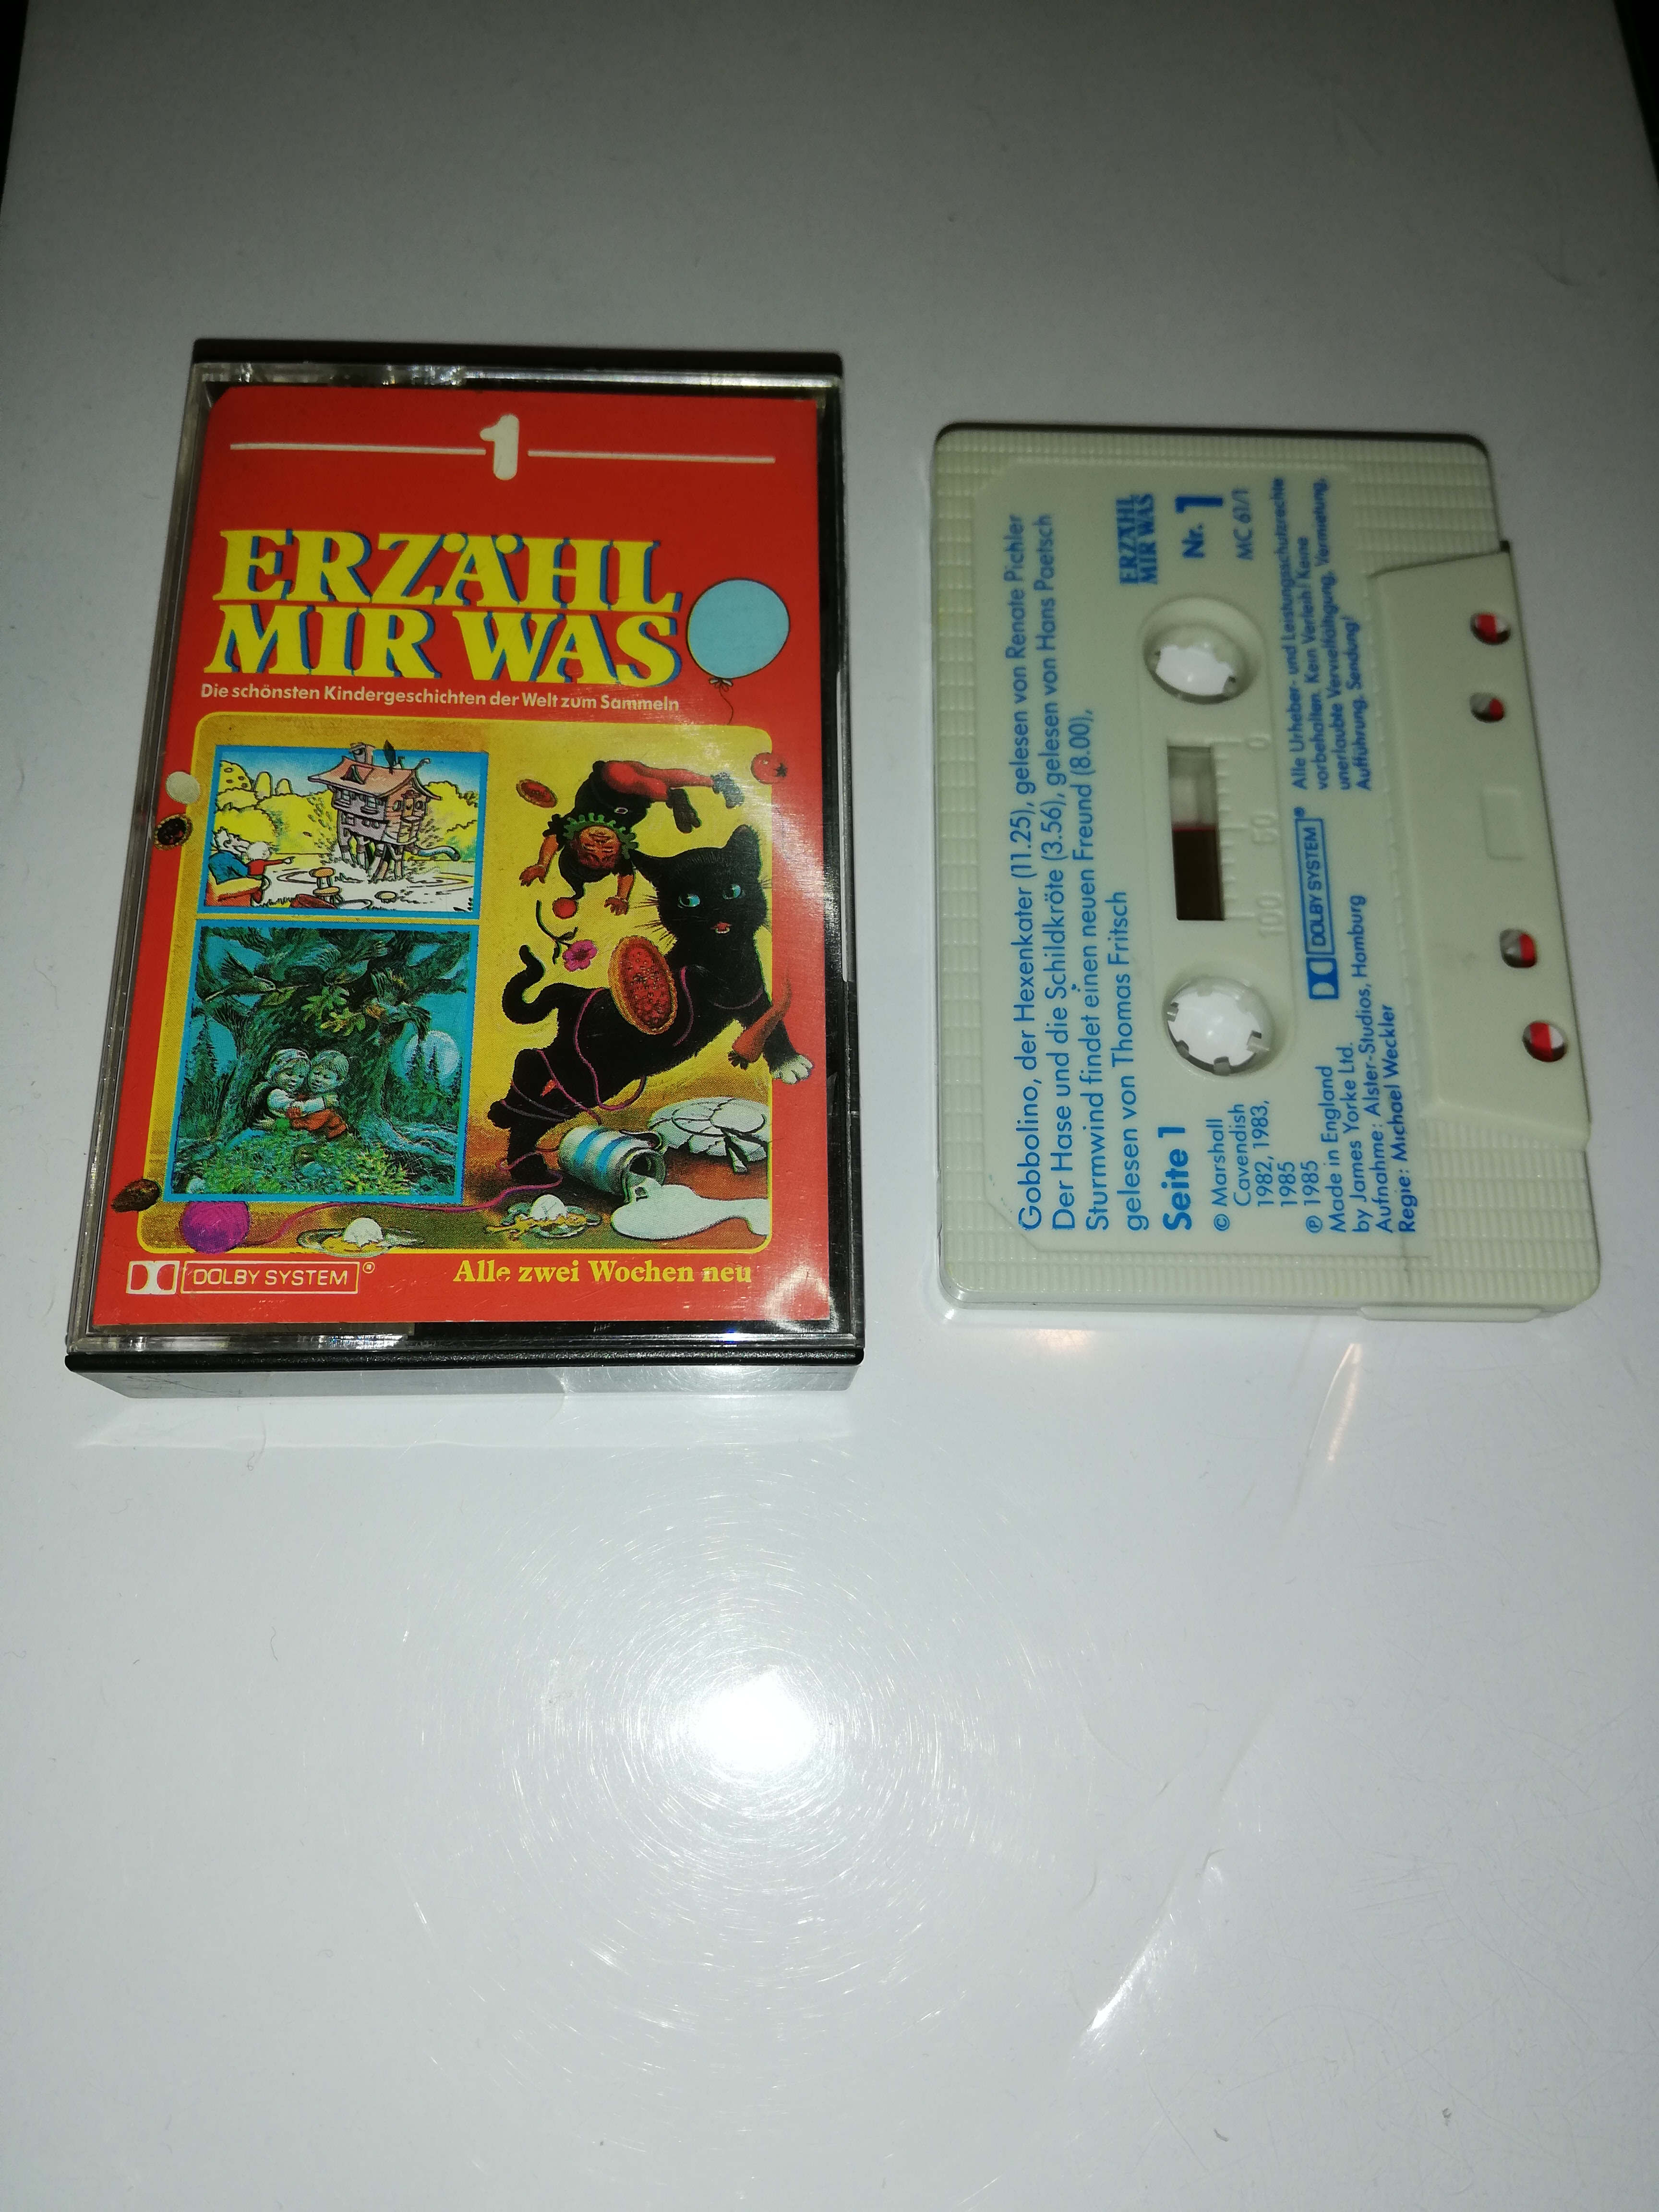 1
ERZÄHL
MIR WAS
Die schönsten Kindergeschichten der Welt zum Sammeln
DOLBY SYSTEM®
Alle zwei Wochen neu
Gobbolino, der Hexenkater (11.25), gelesen von Renate Pichler
Der Hase und die Schildkröte (3.56), gelesen von Hans Paetsch
Sturmwind findet einen neuen Freund (8.00),
gelesen von Thomas Fritsch
ERZÄHL
MIR WAS
Seite 1
Nr. 1
MC 61/1
© Marshall
Cavendish
1982, 1983,
1985
℗ 1985
Made in England
by James Yorke Ltd.
Aufnahme: Alster-Studios, Hamburg
Regie: Michael Weckler
100 50 0
DOLBY SYSTEM®
Alle Urheber- und Leistungsschutzrechte
vorbehalten. Kein Verleih! Keine
unerlaubte Vervielfältigung, Vermietung,
Aufführung, Sendung!